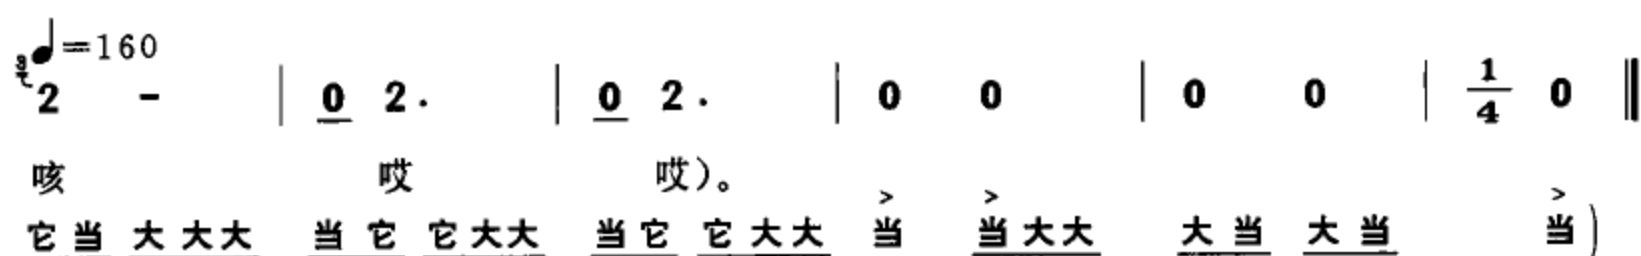 ♩=160
3 2 - | 0 2. | 0 2. | 0 0 | 0 0 | 1/4 0 ‖
咳 哎 哎)。
> > >
它 当 大 大大 当 它 它 大大 当 它 它 大大 当 当 大大 大 当 大 当 当)